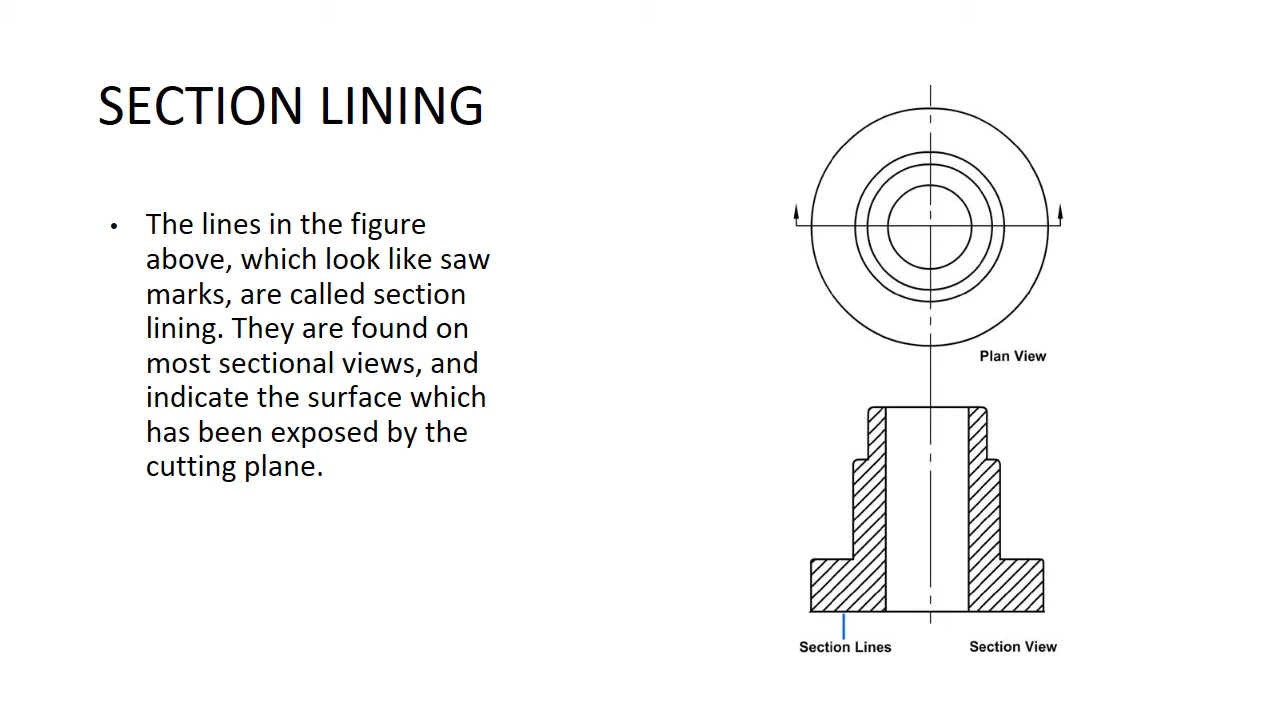 SECTION LINING
• The lines in the figure
above, which look like saw
marks, are called section
lining. They are found on
most sectional views, and
indicate the surface which
has been exposed by the
cutting plane.
Plan View
Section Lines
Section View